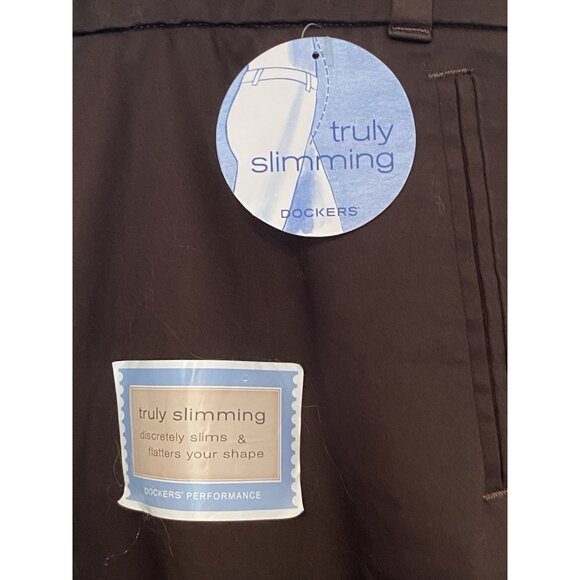 truly
slimming
DOCKERS®
truly slimming
discretely slims &
flatters your shape
DOCKERS® PERFORMANCE